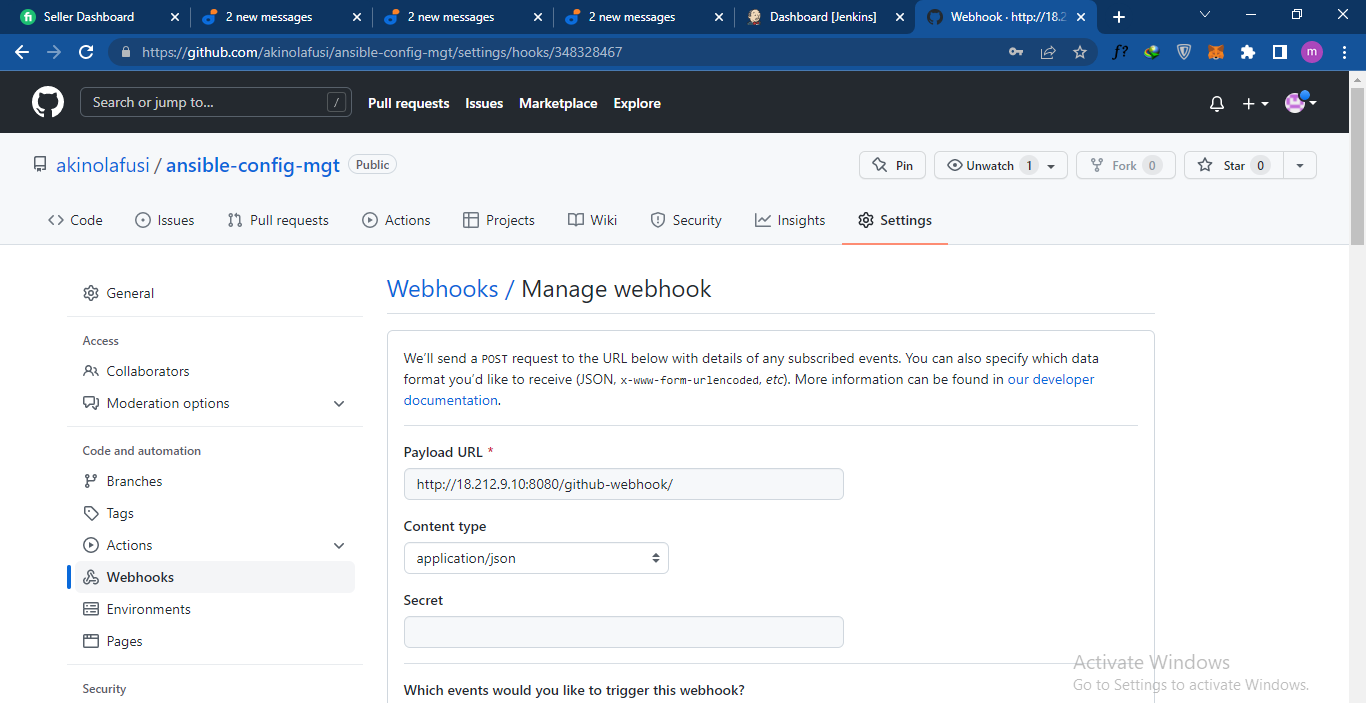 Seller Dashboard
2 new messages
2 new messages
2 new messages
Dashboard [Jenkins]
Webhook · http://18.2
https://github.com/akinolafusi/ansible-config-mgt/settings/hooks/348328467
f?
m
Search or jump to...
/
Pull requests
Issues
Marketplace
Explore
akinolafusi / ansible-config-mgt
Public
Pin
Unwatch 1
Fork 0
Star 0
Code
Issues
Pull requests
Actions
Projects
Wiki
Security
Insights
Settings
General
Access
Collaborators
Moderation options
Code and automation
Branches
Tags
Actions
Webhooks
Environments
Pages
Security
Webhooks / Manage webhook
We'll send a POST request to the URL below with details of any subscribed events. You can also specify which data
format you'd like to receive (JSON, x-www-form-urlencoded, etc). More information can be found in our developer
documentation.
Payload URL *
http://18.212.9.10:8080/github-webhook/
Content type
application/json
Secret
Which events would you like to trigger this webhook?
Activate Windows
Go to Settings to activate Windows.